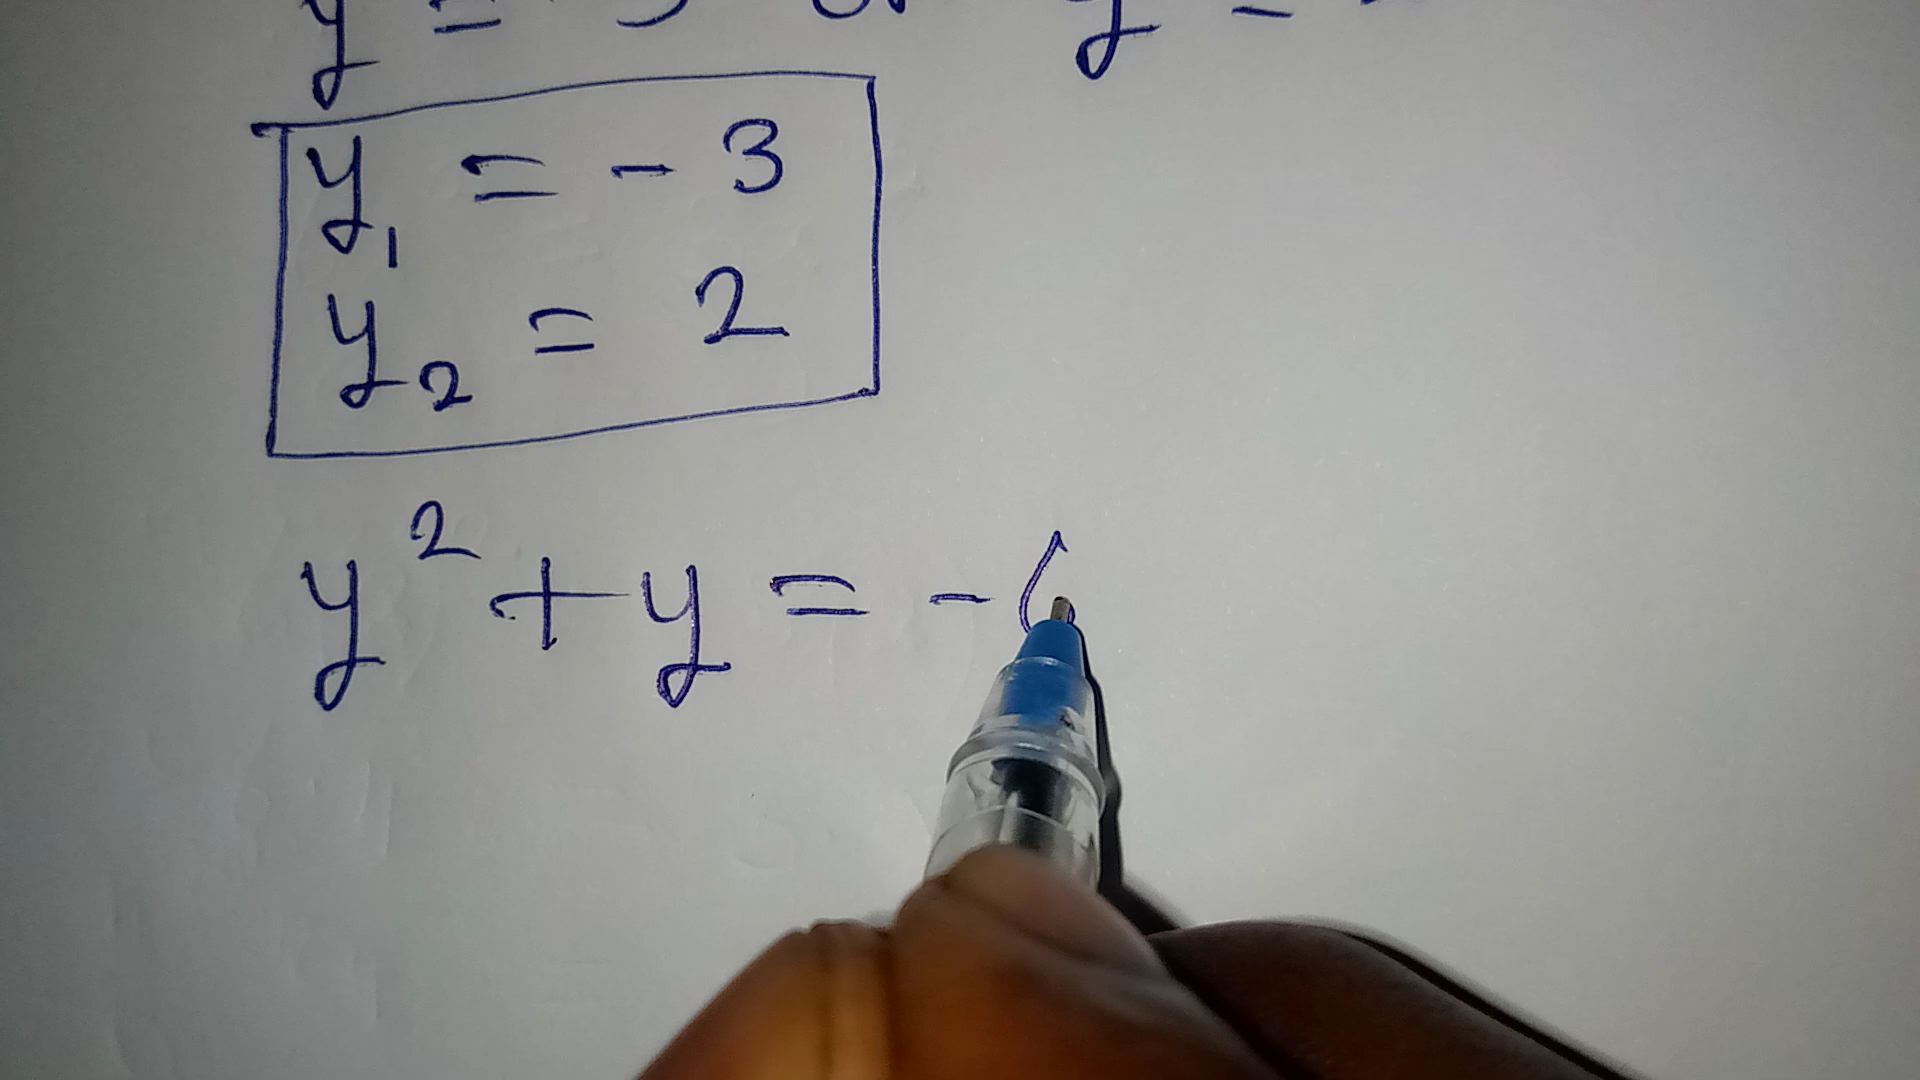 y₁ = - 3
y₂ = 2
y² + y = - 6